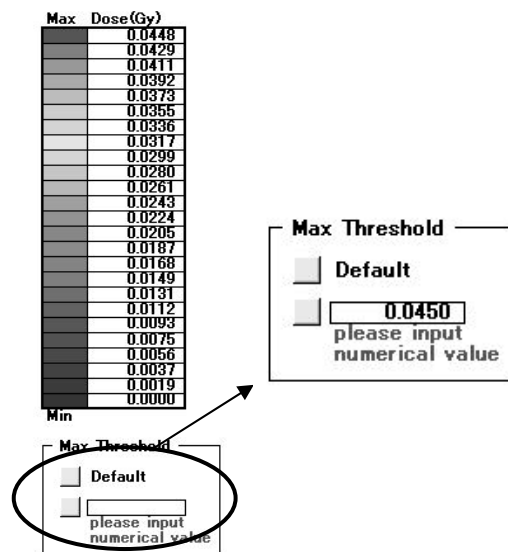 Max Dose(Gy)
0.0448
0.0429
0.0411
0.0392
0.0373
0.0355
0.0336
0.0317
0.0299
0.0280
0.0261
0.0243
0.0224
0.0205
0.0187
0.0168
0.0149
0.0131
0.0112
0.0093
0.0075
0.0056
0.0037
0.0019
0.0000
Min
Max Threshold
Default
please input
numerical value
Max Threshold
Default
0.0450
please input
numerical value